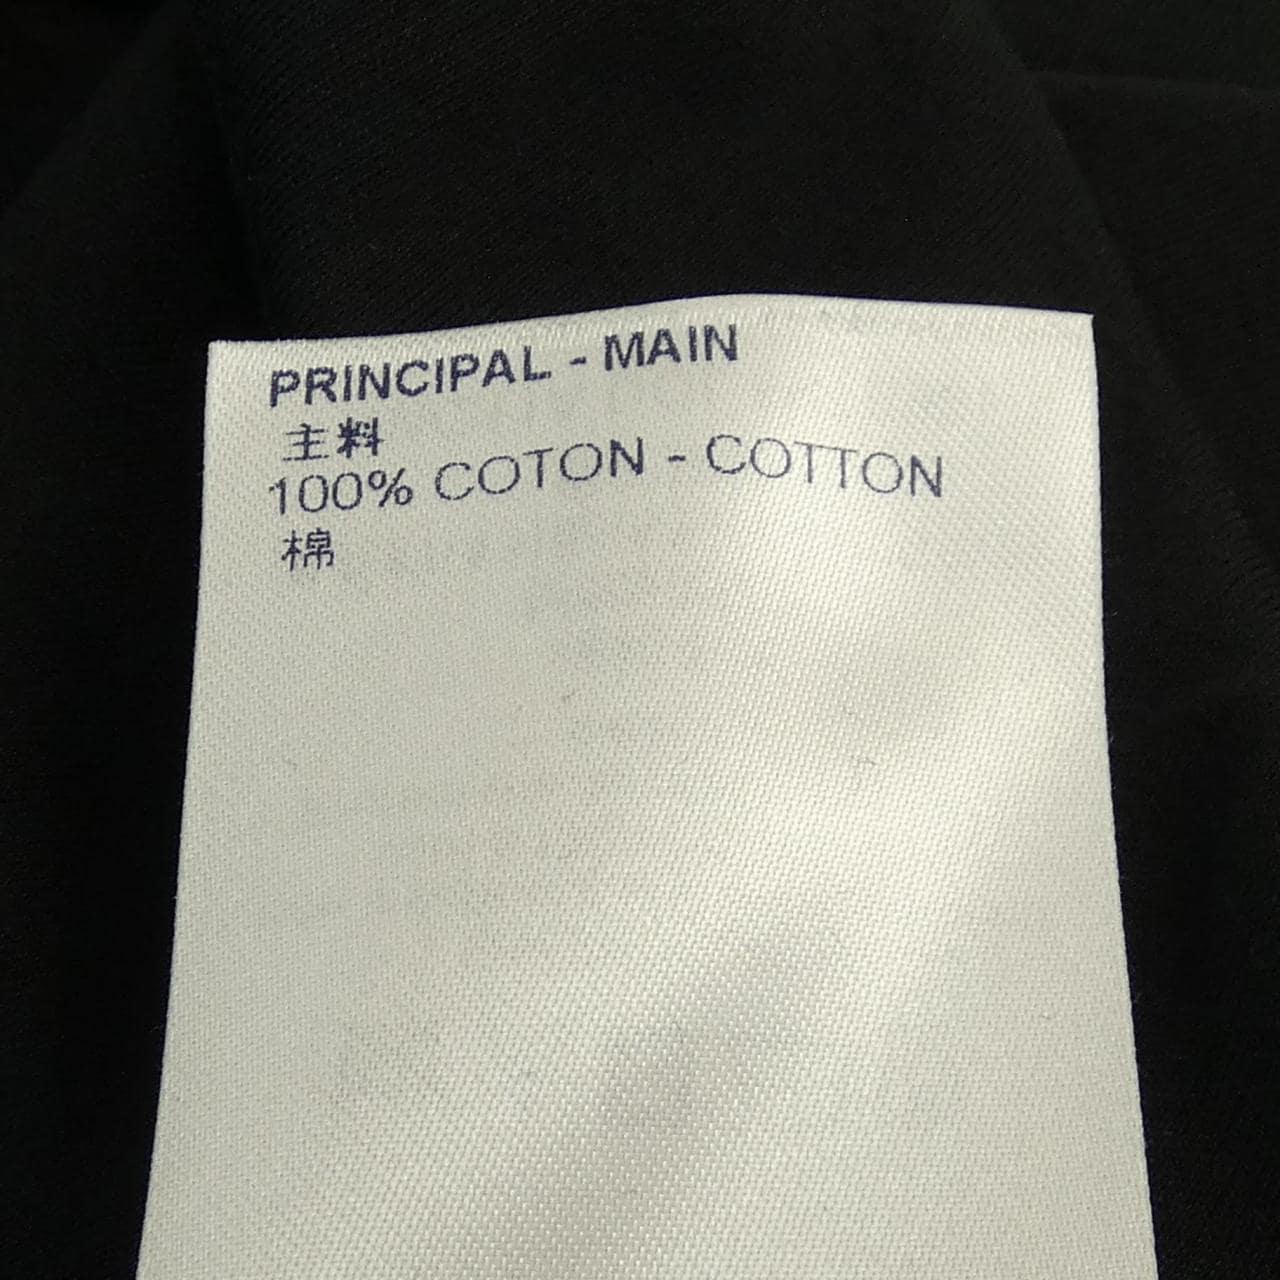 PRINCIPAL - MAIN
主料
100% COTON - COTTON
棉